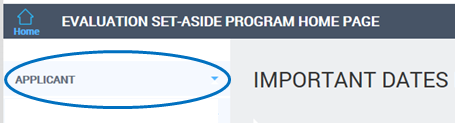 Home
EVALUATION SET-ASIDE PROGRAM HOME PAGE
APPLICANT
IMPORTANT DATES